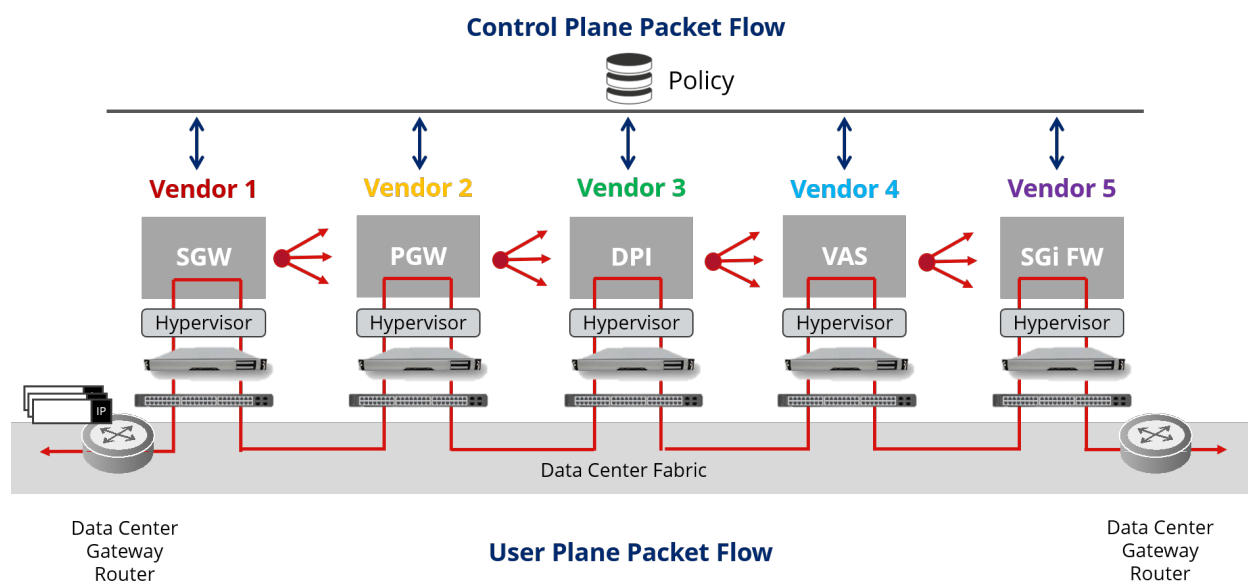 Control Plane Packet Flow
Policy
Vendor 1
Vendor 2
Vendor 3
Vendor 4
Vendor 5
SGW
PGW
DPI
VAS
SGi FW
Hypervisor
Hypervisor
Hypervisor
Hypervisor
Hypervisor
IP
Data Center Fabric
Data Center
Gateway
Router
User Plane Packet Flow
Data Center
Gateway
Router